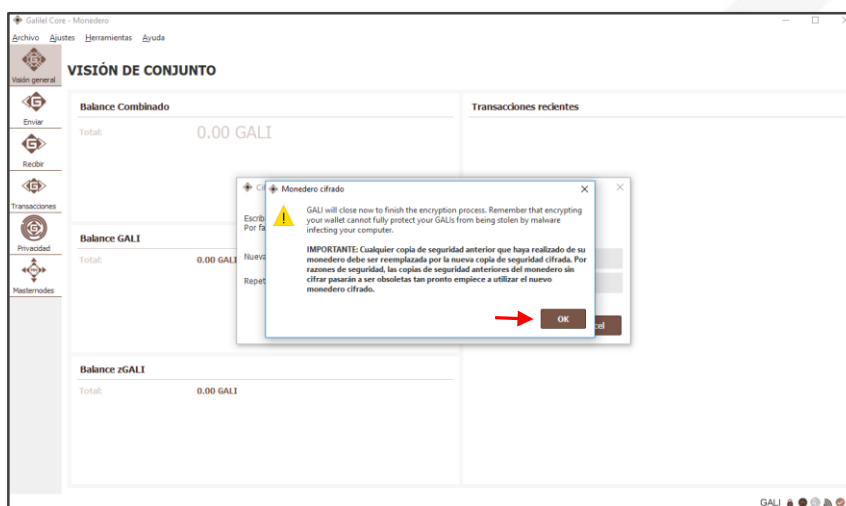 Galilel Core - Monedero
Archivo Ajustes Herramientas Ayuda
Visión general
VISIÓN DE CONJUNTO
Enviar
Recibir
Transacciones
Privacidad
Masternodes
Balance Combinado
Total:
0.00 GALI
Transacciones recientes
Monedero cifrado
GALI will close now to finish the encryption process. Remember that encrypting
your wallet cannot fully protect your GALIs from being stolen by malware
infecting your computer.
IMPORTANTE: Cualquier copia de seguridad anterior que haya realizado de su
monedero debe ser reemplazada por la nueva copia de seguridad cifrada. Por
razones de seguridad, las copias de seguridad anteriores del monedero sin
cifrar pasarán a ser obsoletas tan pronto empiece a utilizar el nuevo
monedero cifrado.
OK
Escrib
Por fa
Nueva
Repet
cel
Balance GALI
Total:
0.00 GALI
Balance zGALI
Total:
0.00 GALI
GALI